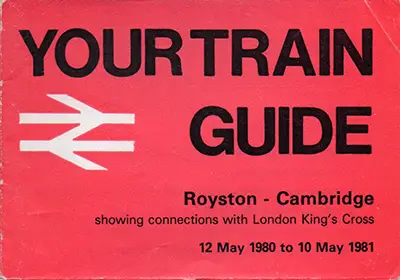 YOUR TRAIN
GUIDE
Royston - Cambridge
showing connections with London King's Cross
12 May 1980 to 10 May 1981